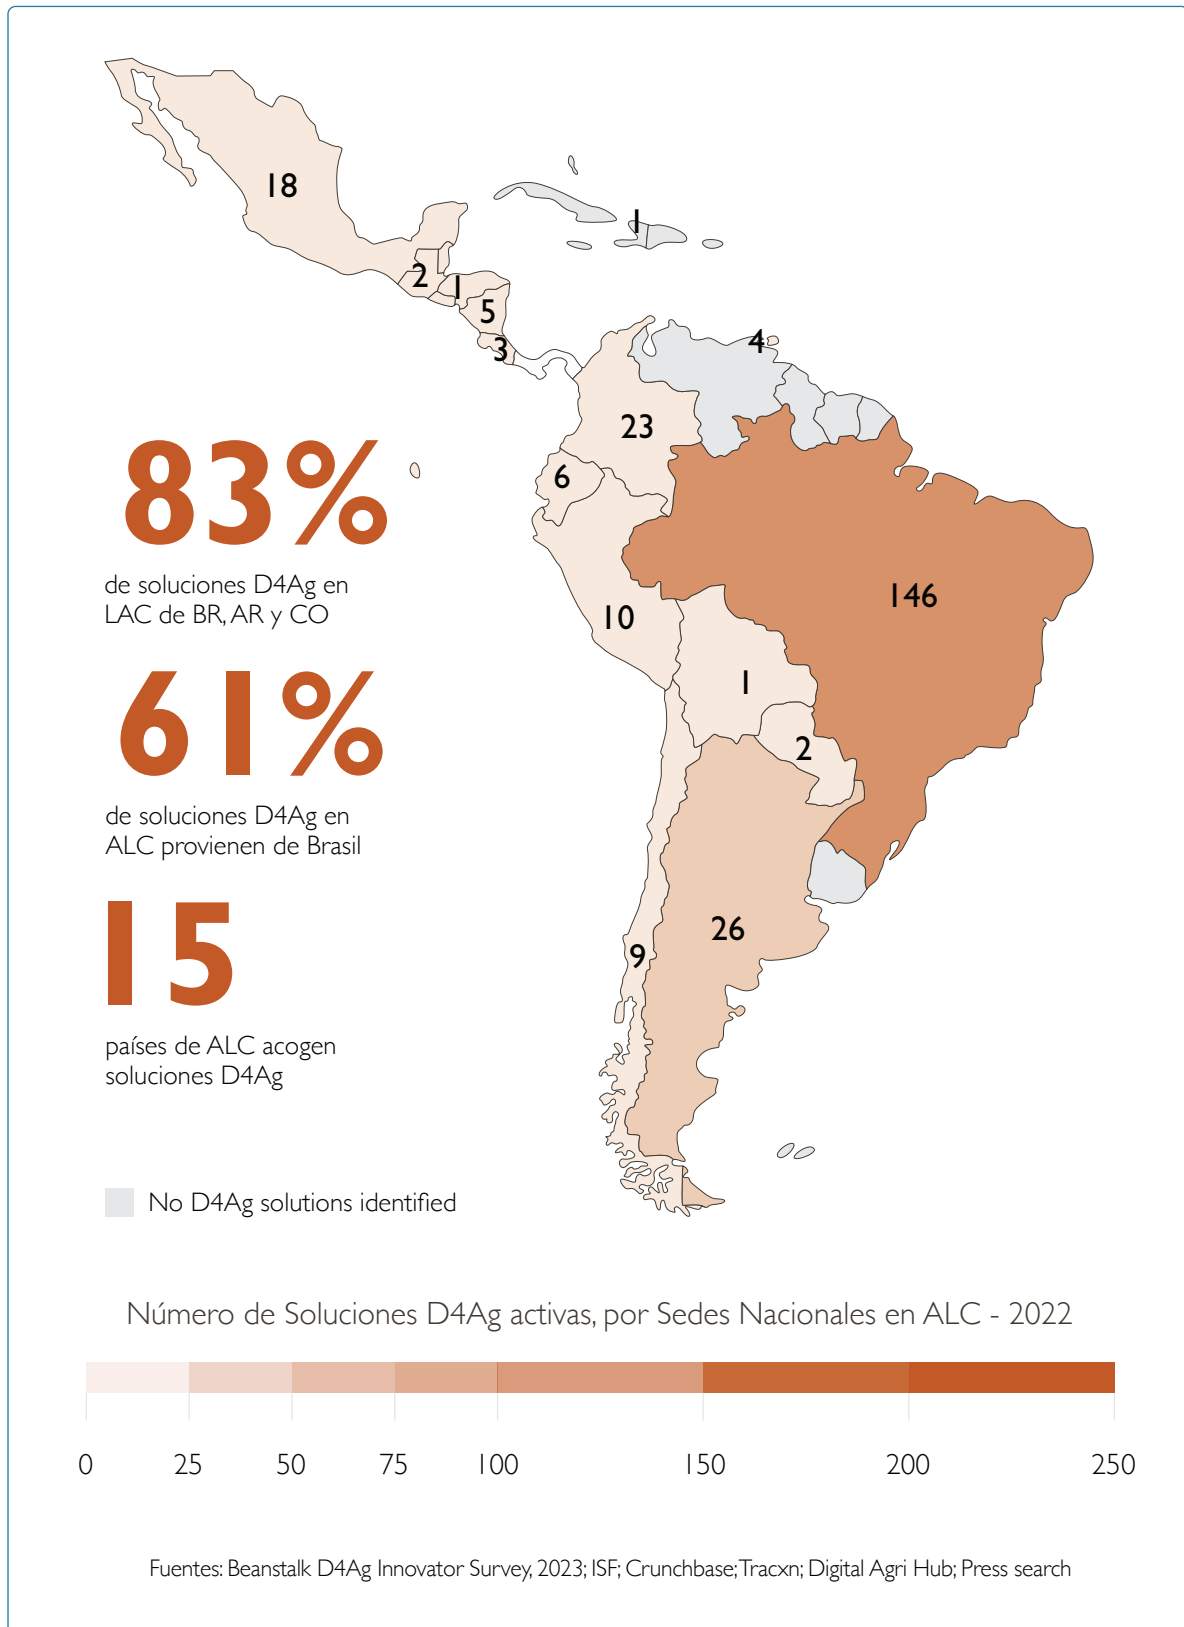 18
1
2
1
5
3
4
23
6
146
10
1
2
26
9
83%
de soluciones D4Ag en
LAC de BR, AR y CO
61%
de soluciones D4Ag en
ALC provienen de Brasil
15
países de ALC acogen
soluciones D4Ag
No D4Ag solutions identified
Número de Soluciones D4Ag activas, por Sedes Nacionales en ALC - 2022
0 25 50 75 100 150 200 250
Fuentes: Beanstalk D4Ag Innovator Survey, 2023; ISF; Crunchbase; Tracxn; Digital Agri Hub; Press search